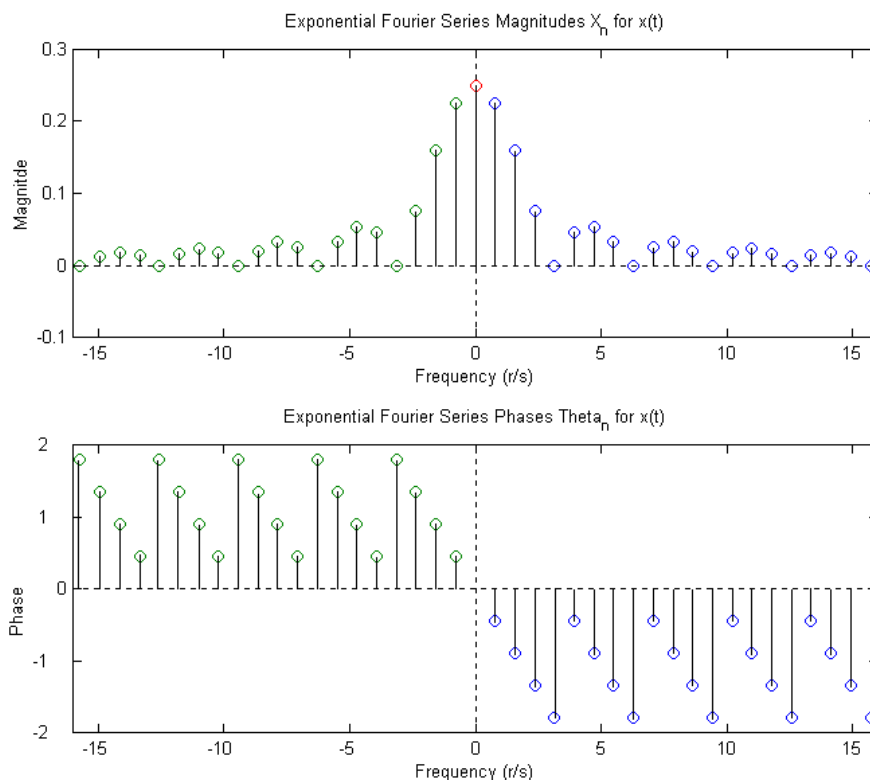 Exponential Fourier Series Magnitudes Xn for x(t)
0.3
0.2
0.1
0
-0.1
Magnitde
-15 -10 -5 0 5 10 15
Frequency (r/s)
Exponential Fourier Series Phases Thetan for x(t)
2
1
0
-1
-2
Phase
-15 -10 -5 0 5 10 15
Frequency (r/s)